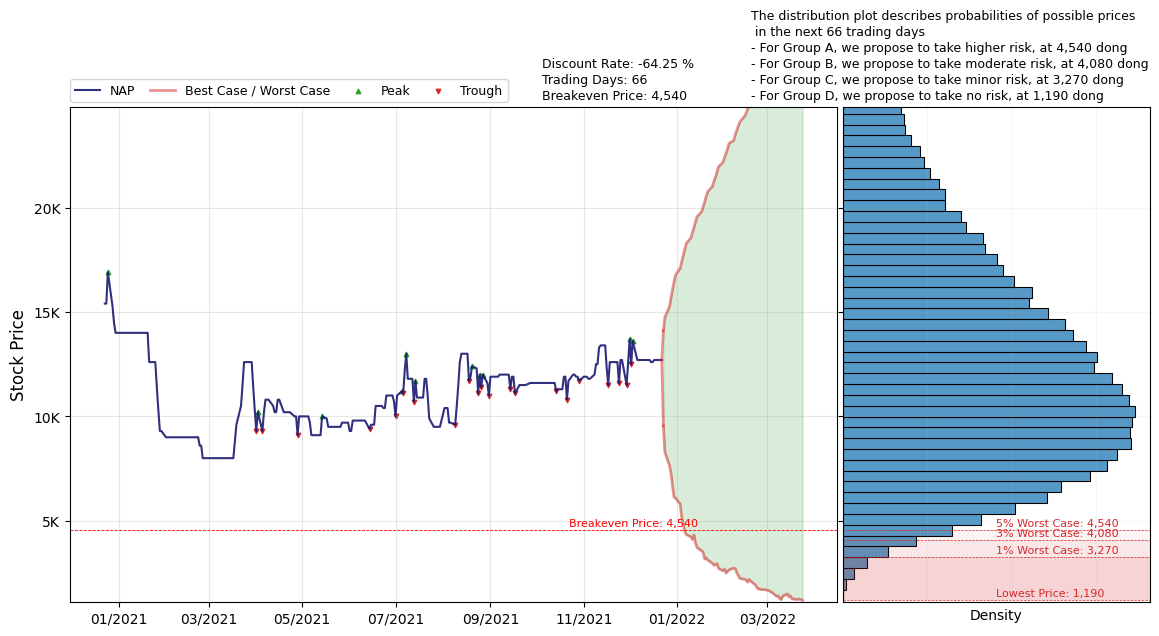 The distribution plot describes probabilities of possible prices
in the next 66 trading days
- For Group A, we propose to take higher risk, at 4,540 dong
- For Group B, we propose to take moderate risk, at 4,080 dong
- For Group C, we propose to take minor risk, at 3,270 dong
- For Group D, we propose to take no risk, at 1,190 dong
Discount Rate: -64.25 %
Trading Days: 66
Breakeven Price: 4,540
NAP
Best Case / Worst Case
Peak
Trough
Stock Price
20K
15K
10K
5K
Breakeven Price: 4,540
01/2021
03/2021
05/2021
07/2021
09/2021
11/2021
01/2022
03/2022
5% Worst Case: 4,540
3% Worst Case: 4,080
1% Worst Case: 3,270
Lowest Price: 1,190
Density